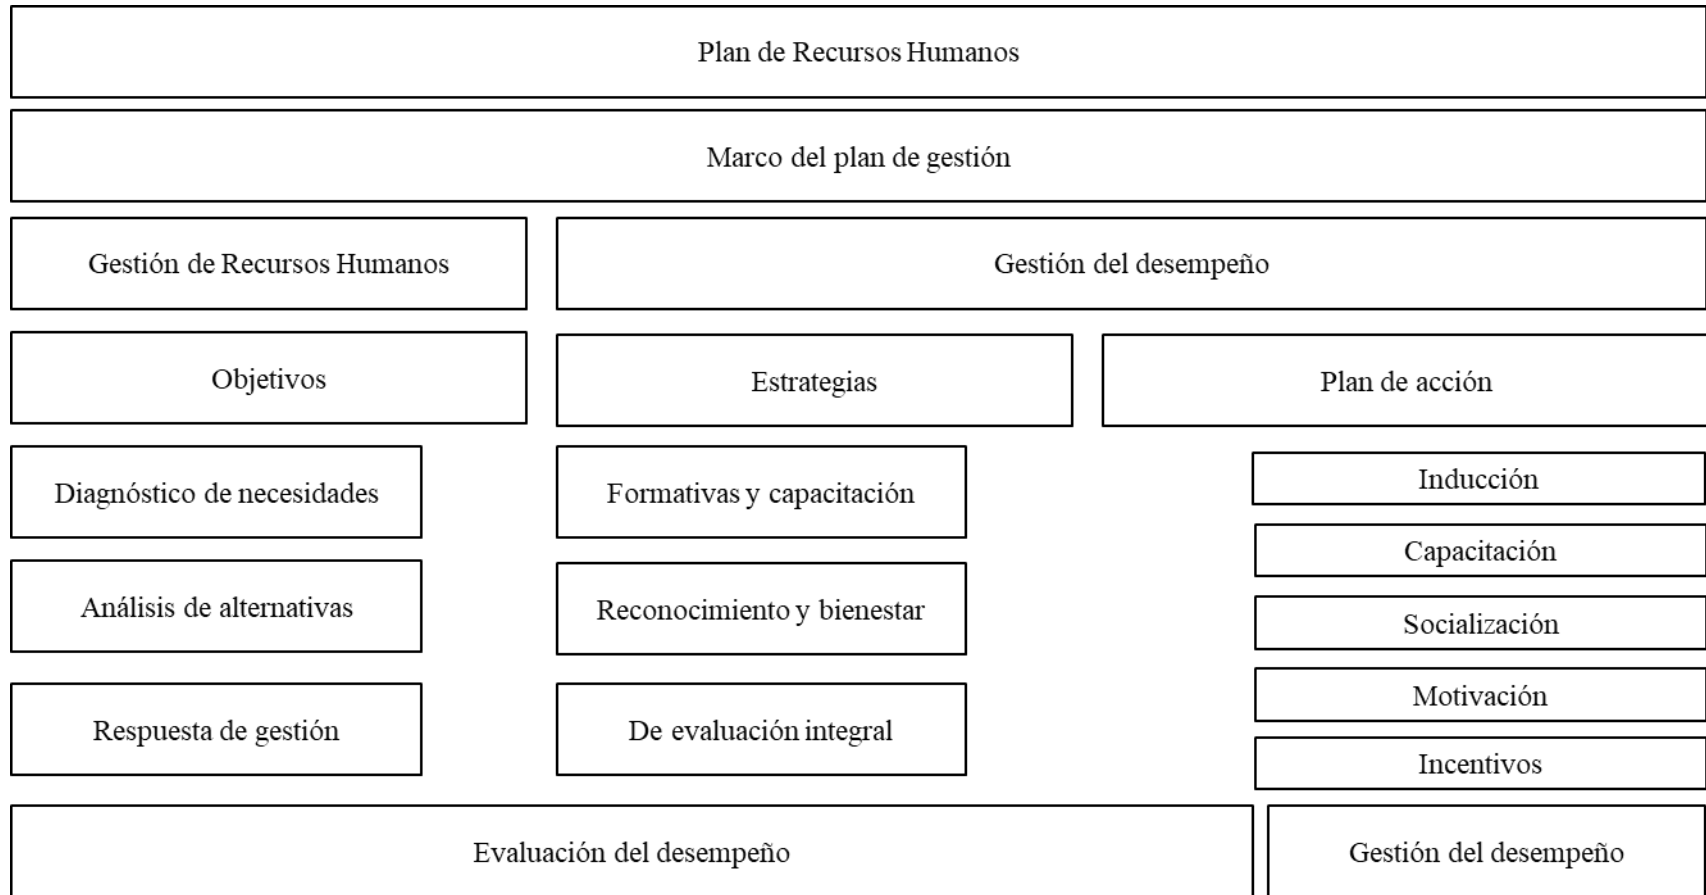 Plan de Recursos Humanos
Marco del plan de gestión
Gestión de Recursos Humanos
Gestión del desempeño
Objetivos
Estrategias
Plan de acción
Diagnóstico de necesidades
Formativas y capacitación
Inducción
Capacitación
Análisis de alternativas
Reconocimiento y bienestar
Socialización
Motivación
Respuesta de gestión
De evaluación integral
Incentivos
Evaluación del desempeño
Gestión del desempeño